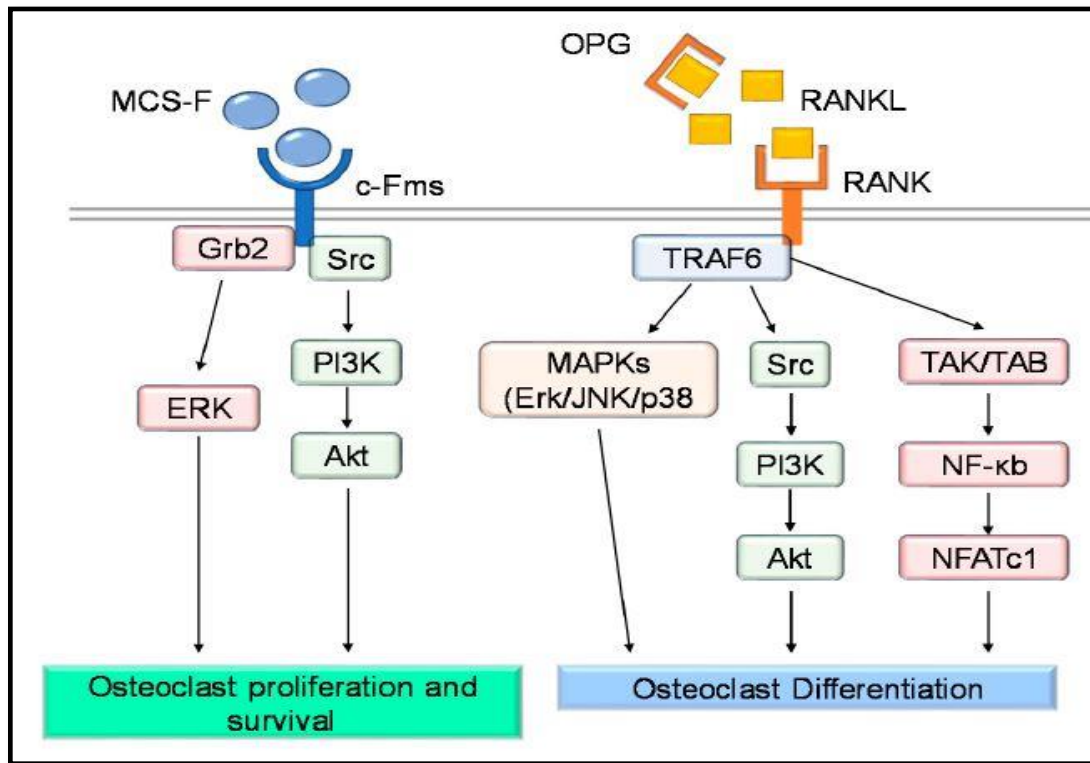 OPG
MCS-F
RANKL
c-Fms
RANK
Grb2
Src
TRAF6
PI3K
MAPKs
(Erk/JNK/p38
Src
TAK/TAB
ERK
Akt
PI3K
NF-κb
Akt
NFATc1
Osteoclast proliferation and
survival
Osteoclast Differentiation